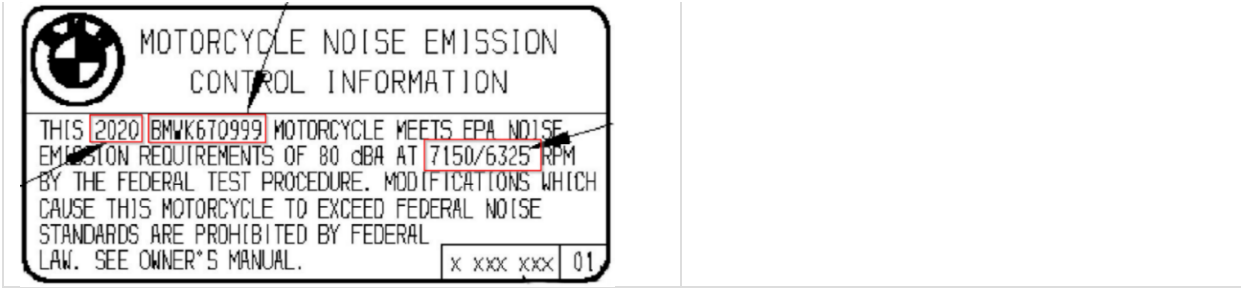 MOTORCYCLE NOISE EMISSION
CONTROL INFORMATION
THIS 2020 BMWK670999 MOTORCYCLE MEETS EPA NOISE
EMISSION REQUIREMENTS OF 80 dBA AT 7150/6325 RPM
BY THE FEDERAL TEST PROCEDURE. MODIFICATIONS WHICH
CAUSE THIS MOTORCYCLE TO EXCEED FEDERAL NOISE
STANDARDS ARE PROHIBITED BY FEDERAL
LAW. SEE OWNER'S MANUAL.
x xxx xxx 01